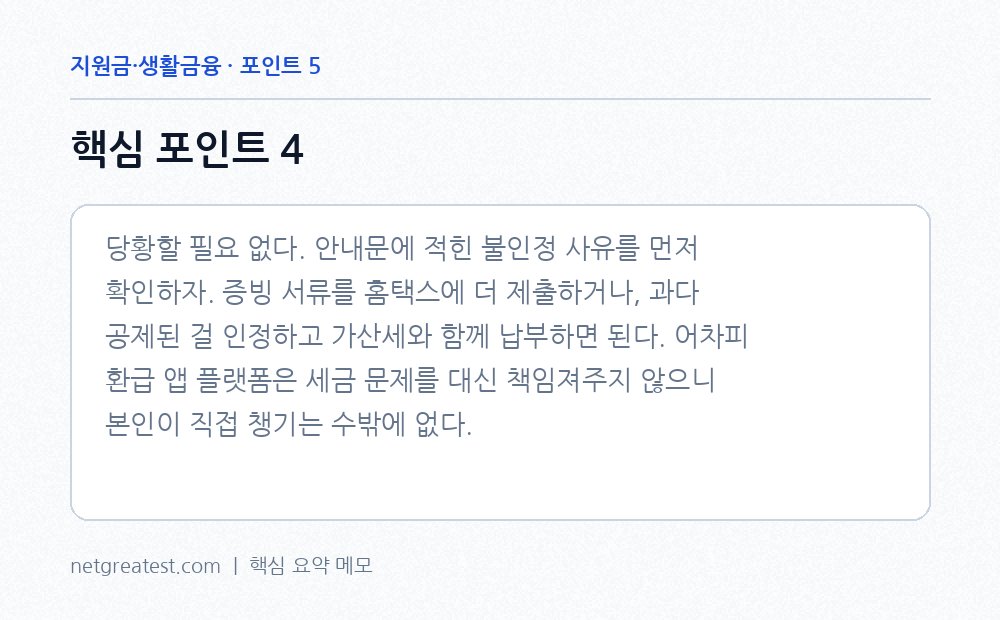 지원금·생활금융 · 포인트 5
핵심 포인트 4
당황할 필요 없다. 안내문에 적힌 불인정 사유를 먼저
확인하자. 증빙 서류를 홈택스에 더 제출하거나, 과다
공제된 걸 인정하고 가산세와 함께 납부하면 된다. 어차피
환급 앱 플랫폼은 세금 문제를 대신 책임져주지 않으니
본인이 직접 챙기는 수밖에 없다.
netgreatest.com | 핵심 요약 메모